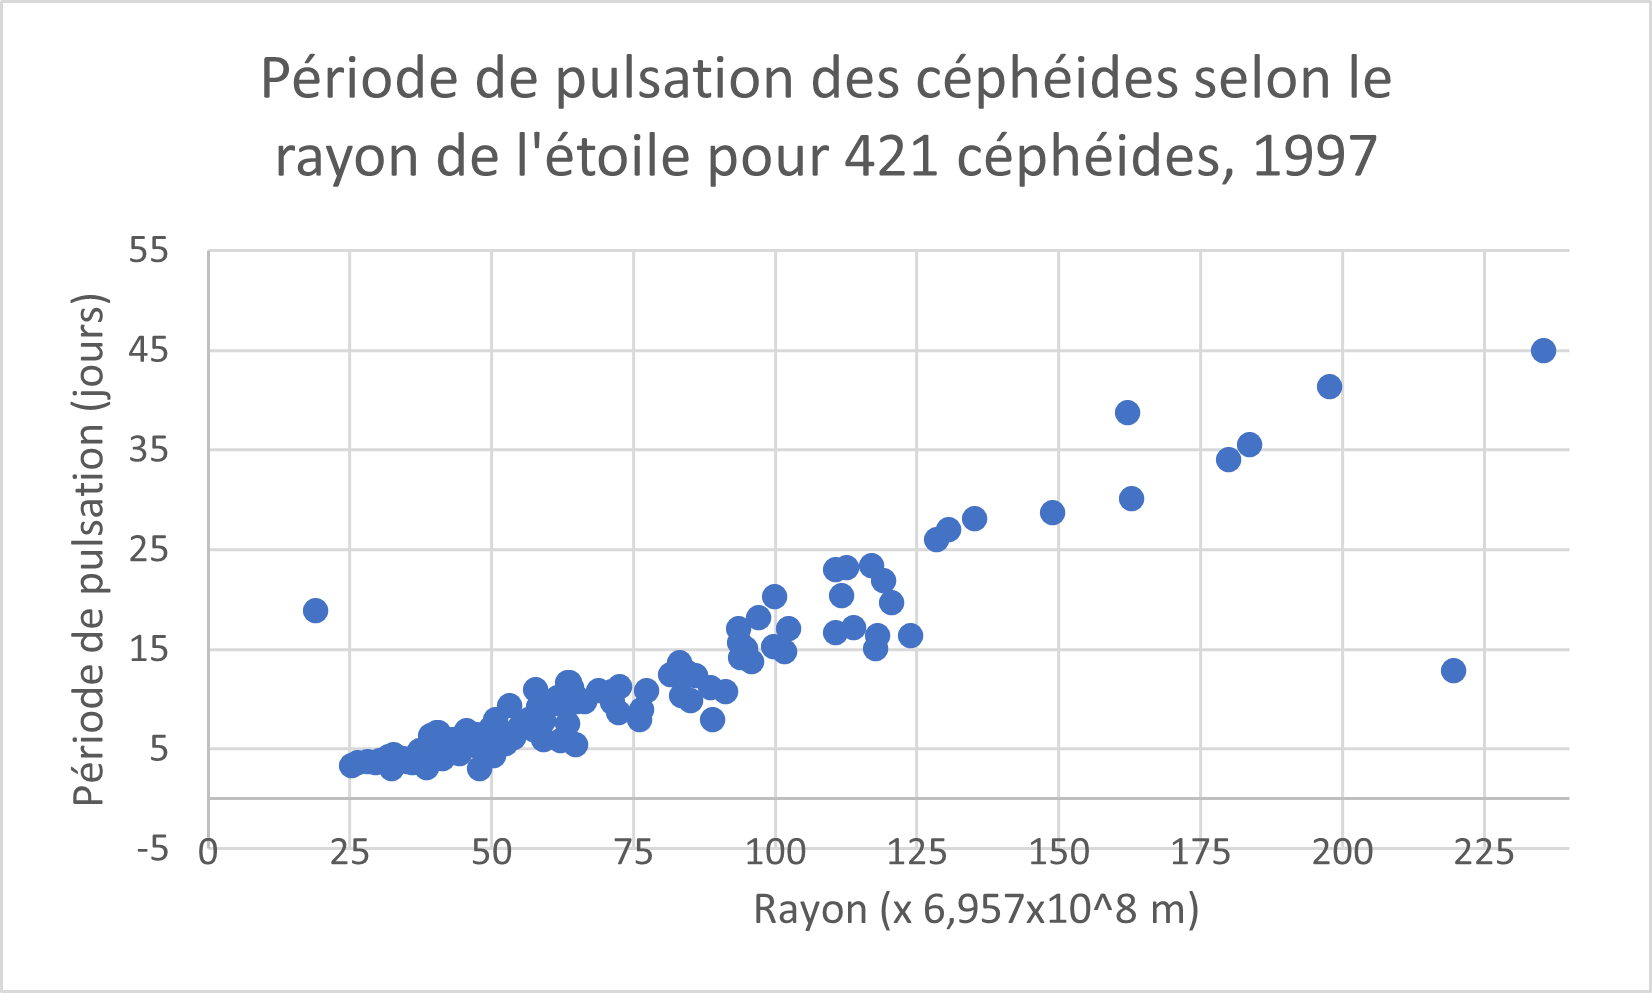 Période de pulsation des céphéides selon le
rayon de l'étoile pour 421 céphéides, 1997
55
45
35
25
15
5
-5
Période de pulsation (jours)
0 25 50 75 100 125 150 175 200 225
Rayon (x 6,957x10^8 m)